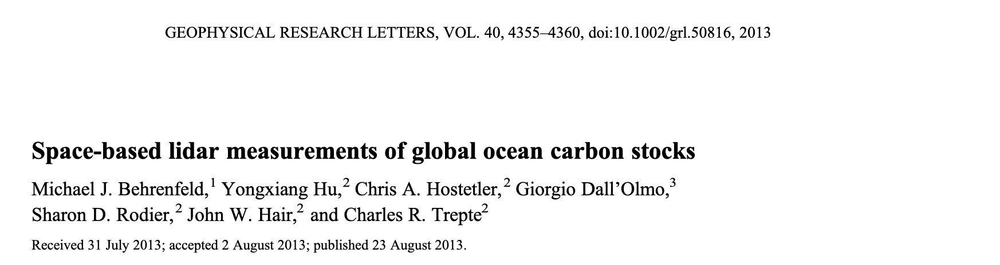 GEOPHYSICAL RESEARCH LETTERS, VOL. 40, 4355–4360, doi:10.1002/grl.50816, 2013
Space-based lidar measurements of global ocean carbon stocks
Michael J. Behrenfeld,1 Yongxiang Hu,2 Chris A. Hostetler,2 Giorgio Dall’Olmo,3
Sharon D. Rodier,2 John W. Hair,2 and Charles R. Trepte2
Received 31 July 2013; accepted 2 August 2013; published 23 August 2013.